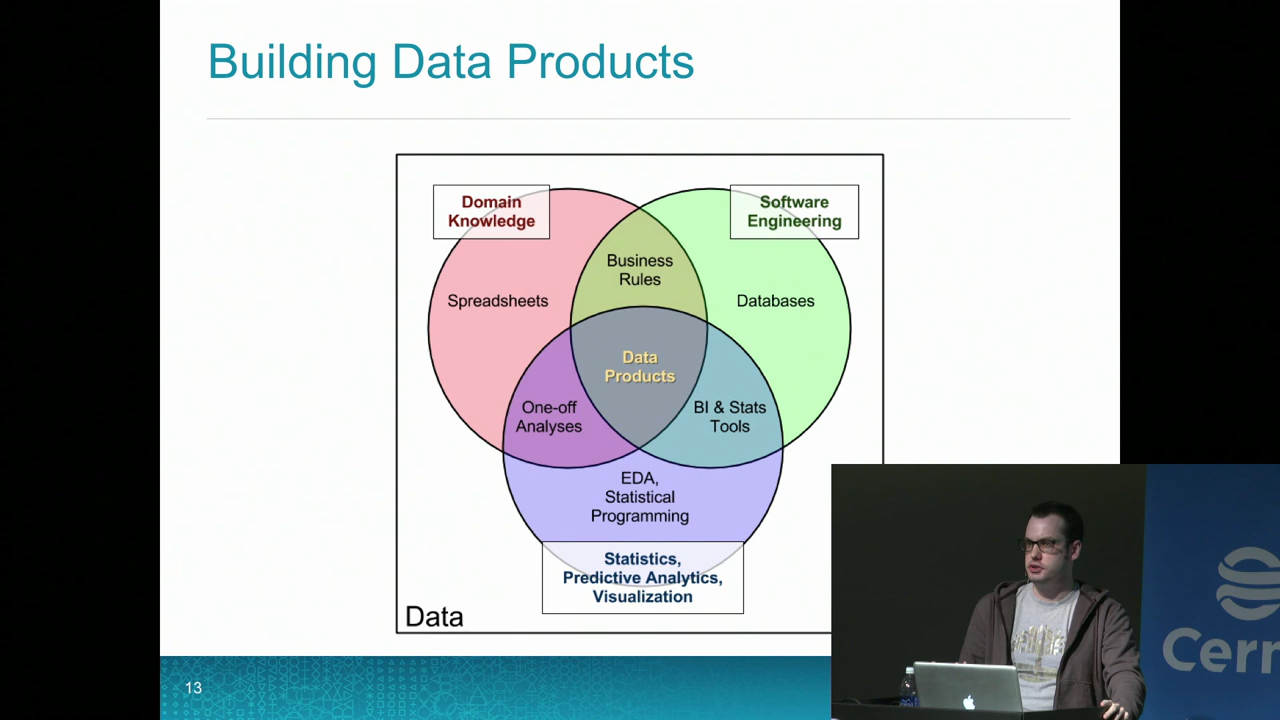 Building Data Products
Domain
Knowledge
Software
Engineering
Business
Rules
Spreadsheets
Databases
Data
Products
One-off
Analyses
BI & Stats
Tools
EDA,
Statistical
Programming
Statistics,
Predictive Analytics,
Visualization
Data
13
Cern